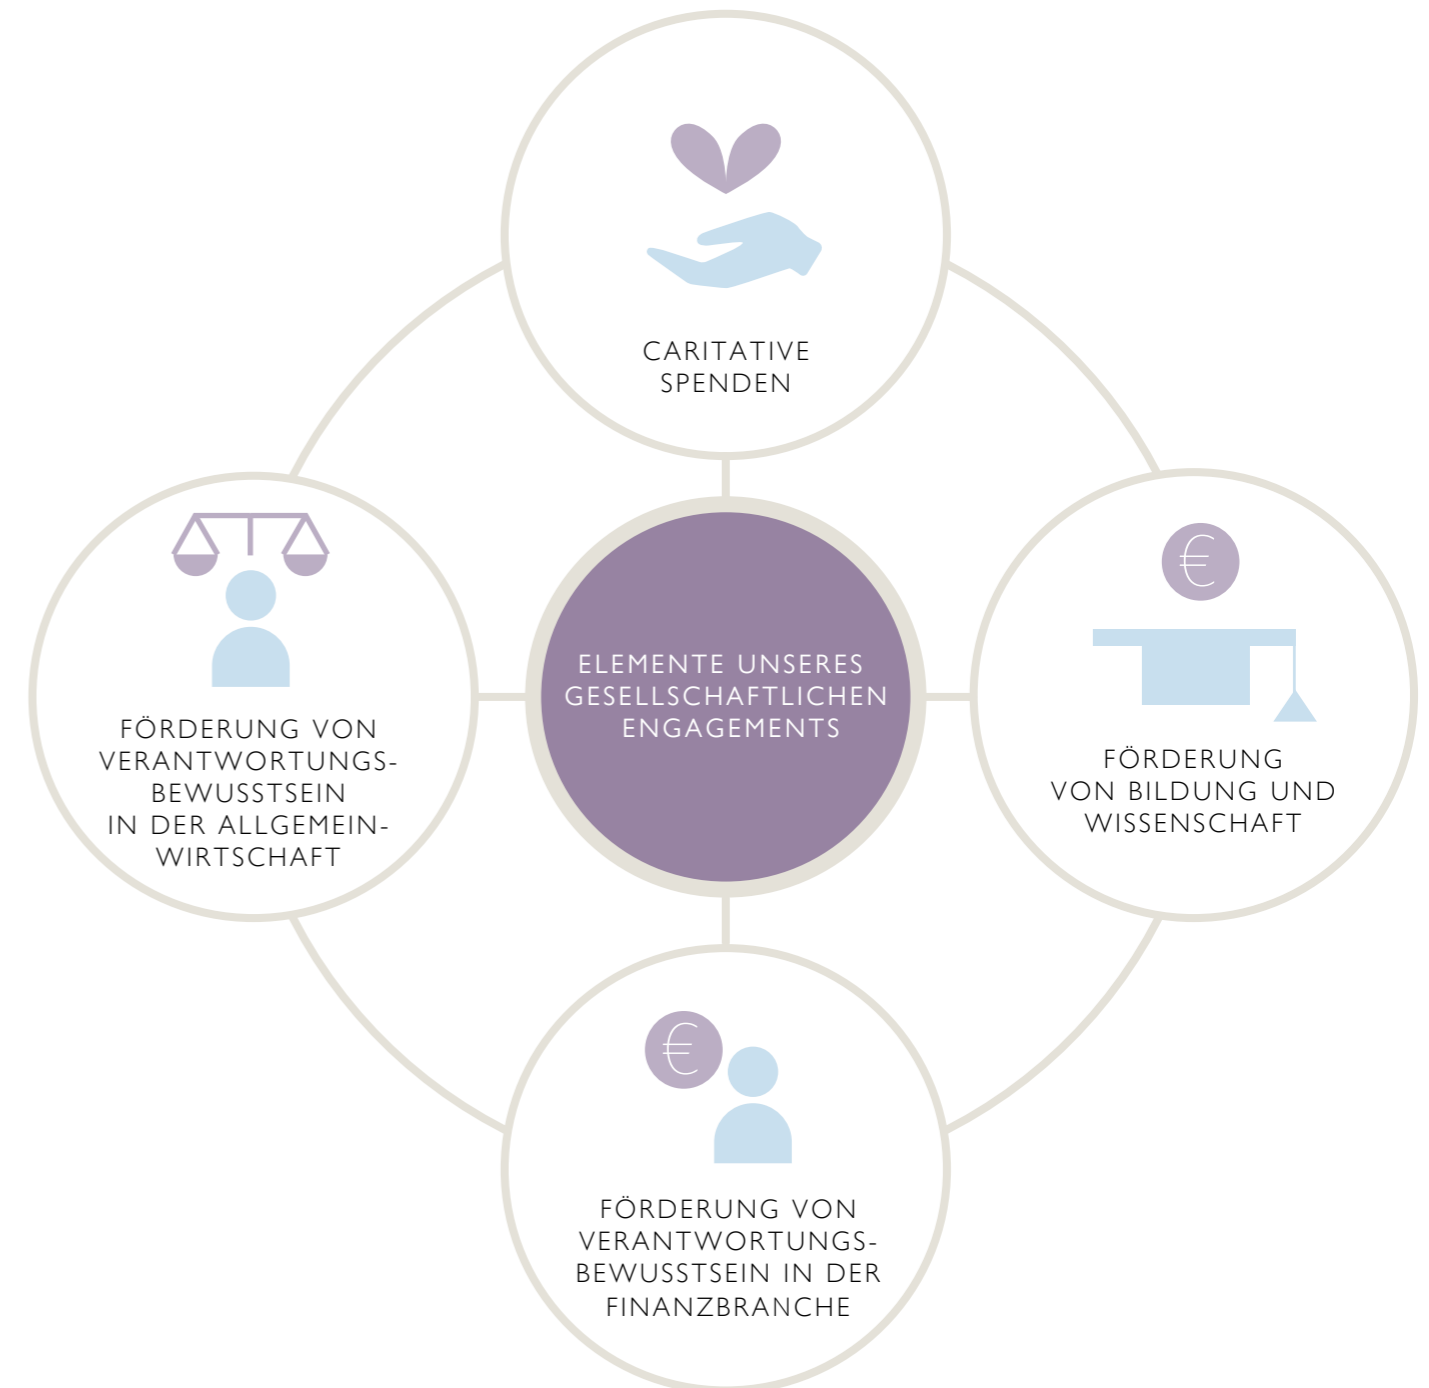 CARITATIVE
SPENDEN
FÖRDERUNG VON
VERANTWORTUNGS-
BEWUSSTSEIN
IN DER ALLGEMEIN-
WIRTSCHAFT
ELEMENTE UNSERES
GESELLSCHAFTLICHEN
ENGAGEMENTS
€
FÖRDERUNG
VON BILDUNG UND
WISSENSCHAFT
€
FÖRDERUNG VON
VERANTWORTUNGS-
BEWUSSTSEIN IN DER
FINANZBRANCHE